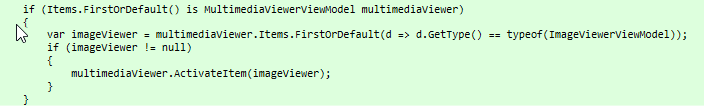 if (Items.FirstOrDefault() is MultimediaViewerViewModel multimediaViewer)
{
var imageViewer = multimediaViewer.Items.FirstOrDefault(d => d.GetType() == typeof(ImageViewerViewModel));
if (imageViewer != null)
{
multimediaViewer.ActivateItem(imageViewer);
}
}